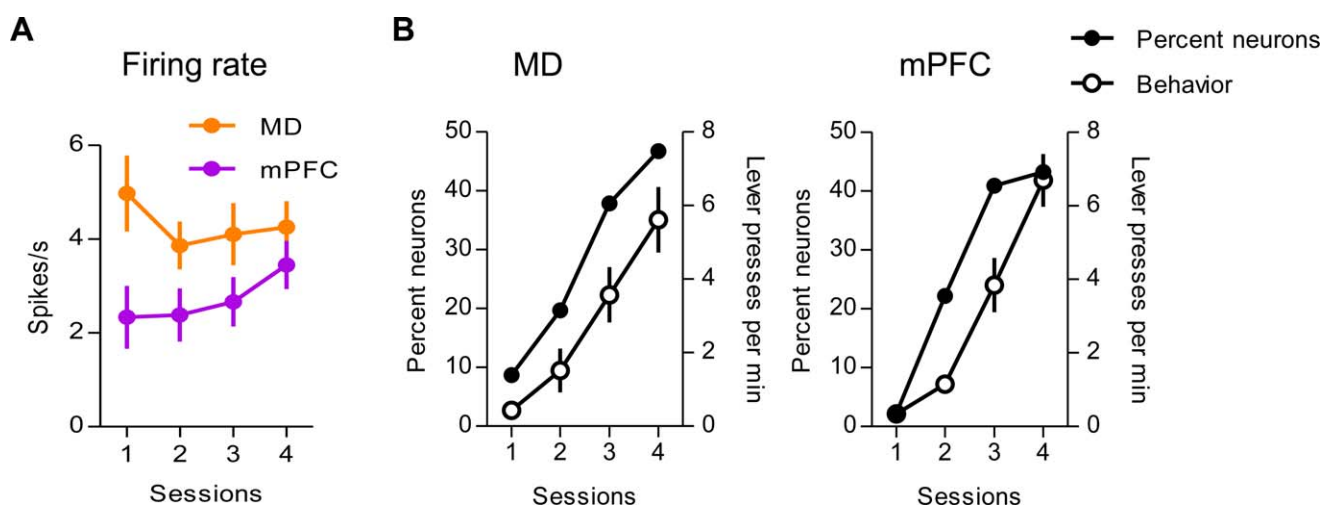 A
Firing rate
MD
mPFC
6
4
2
0
Spikes/s
1 2 3 4
Sessions
B
Percent neurons
Behavior
MD
50
40
30
20
10
0
Percent neurons
8
6
4
2
0
Lever presses per min
1 2 3 4
Sessions
mPFC
50
40
30
20
10
0
Percent neurons
8
6
4
2
0
Lever presses per min
1 2 3 4
Sessions